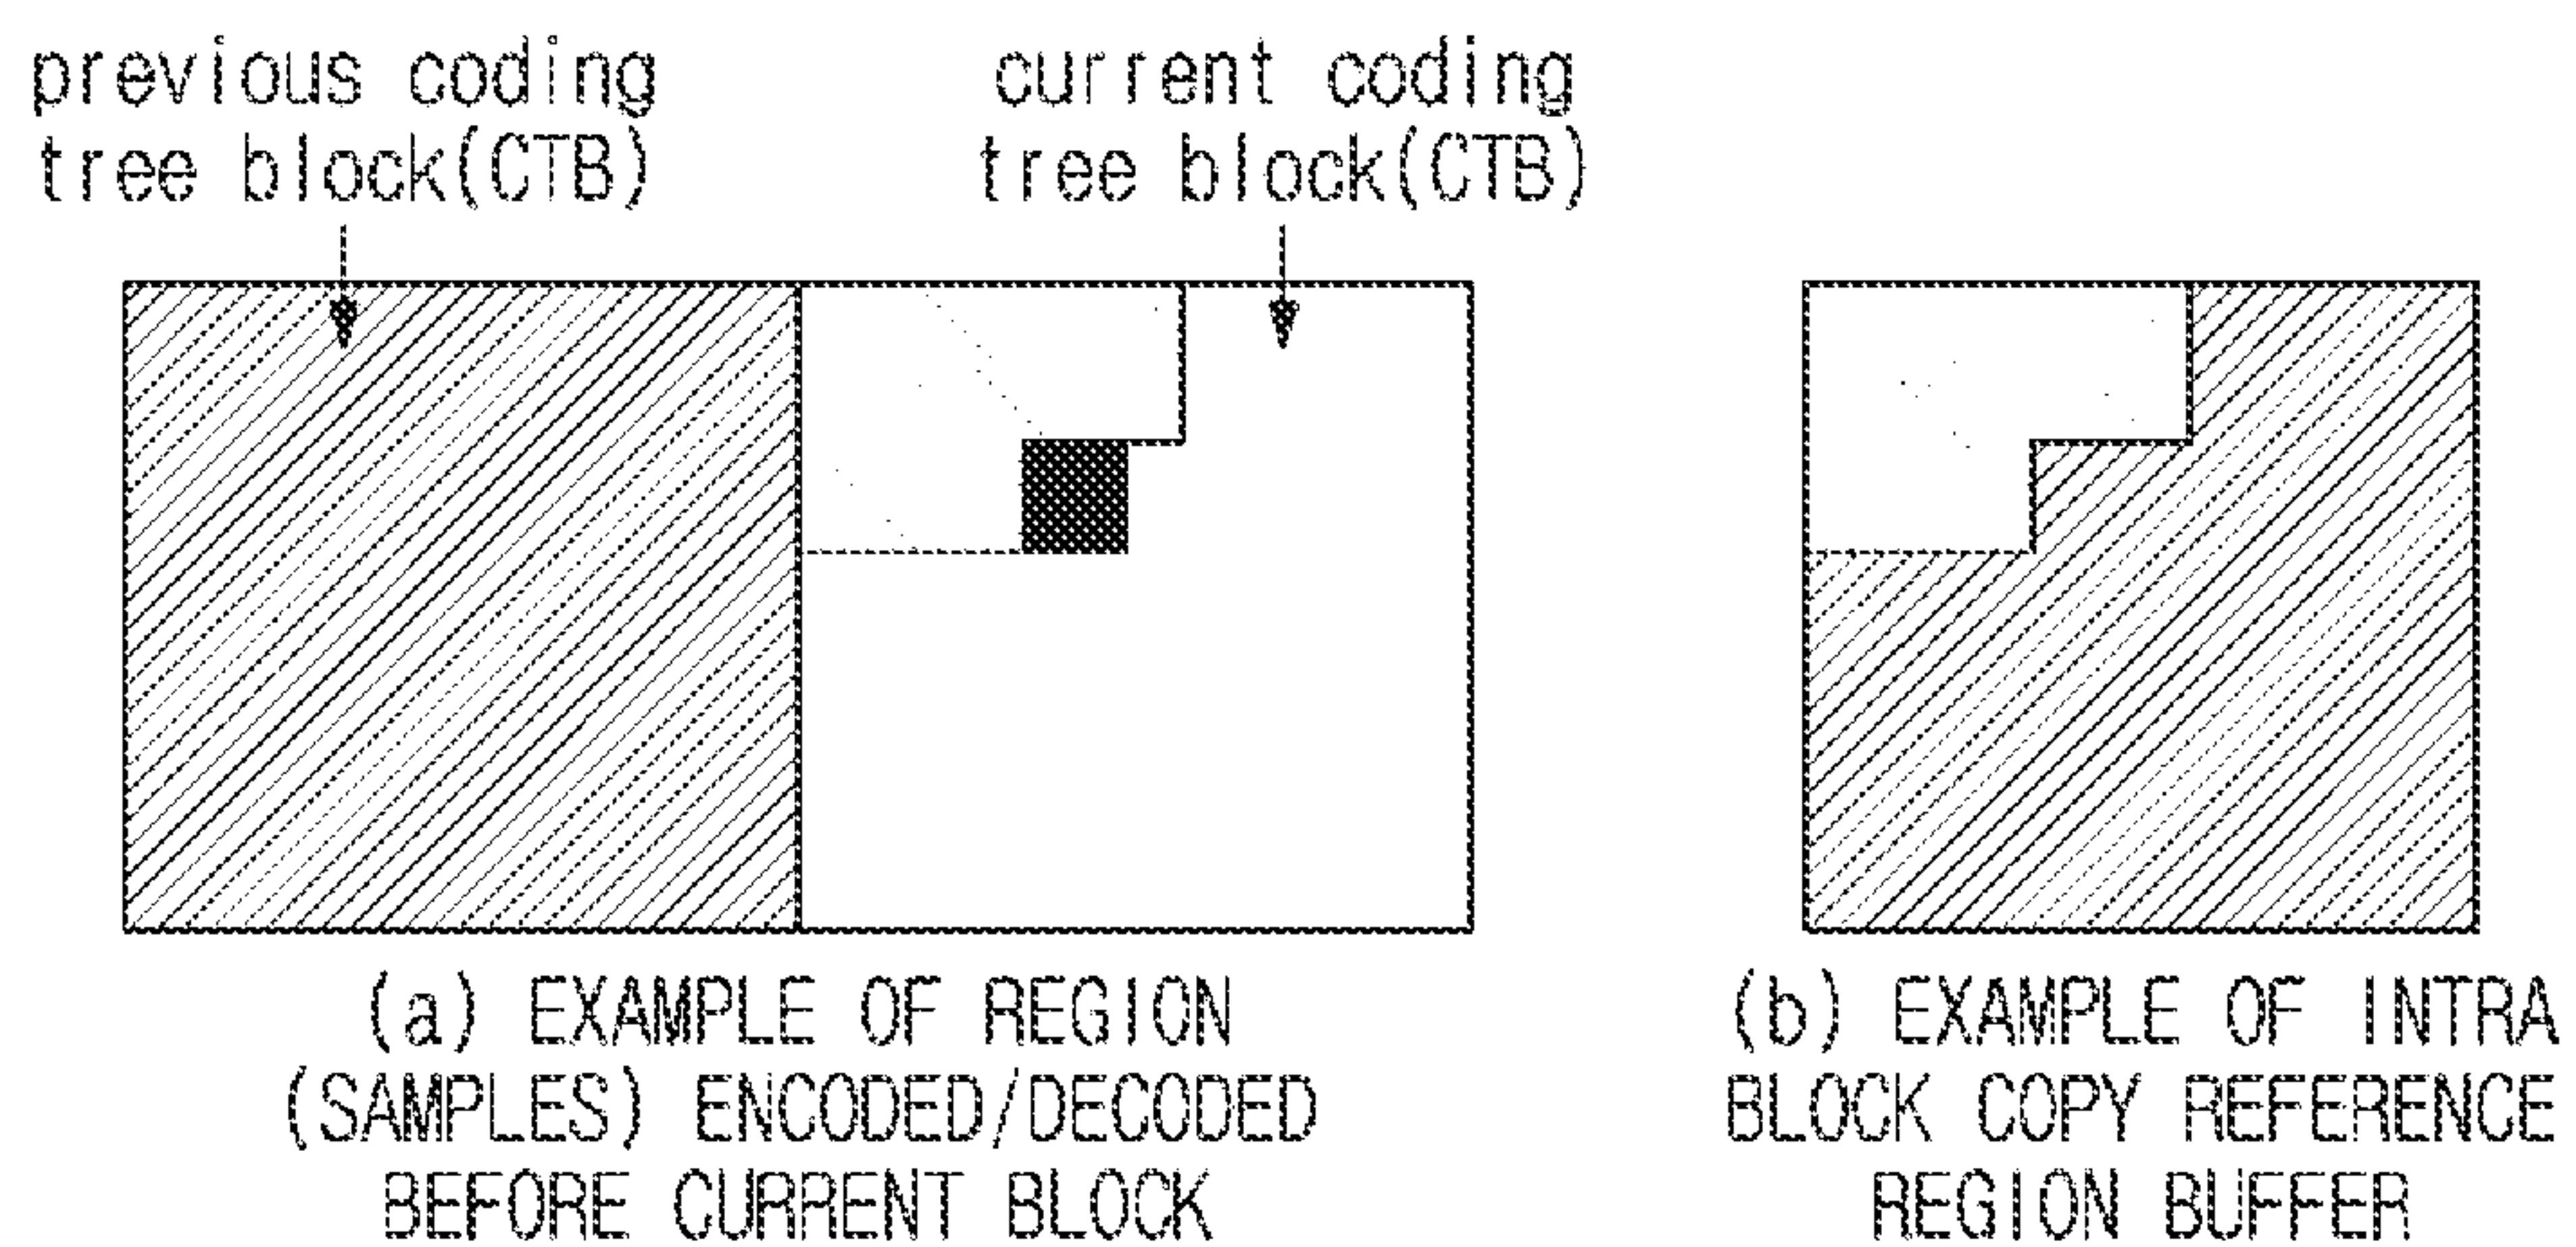 previous coding
tree block(CTB)
current coding
tree block(CTB)
(a) EXAMPLE OF REGION
(SAMPLES) ENCODED/DECODED
BEFORE CURRENT BLOCK
(b) EXAMPLE OF INTRA
BLOCK COPY REFERENCE
REGION BUFFER